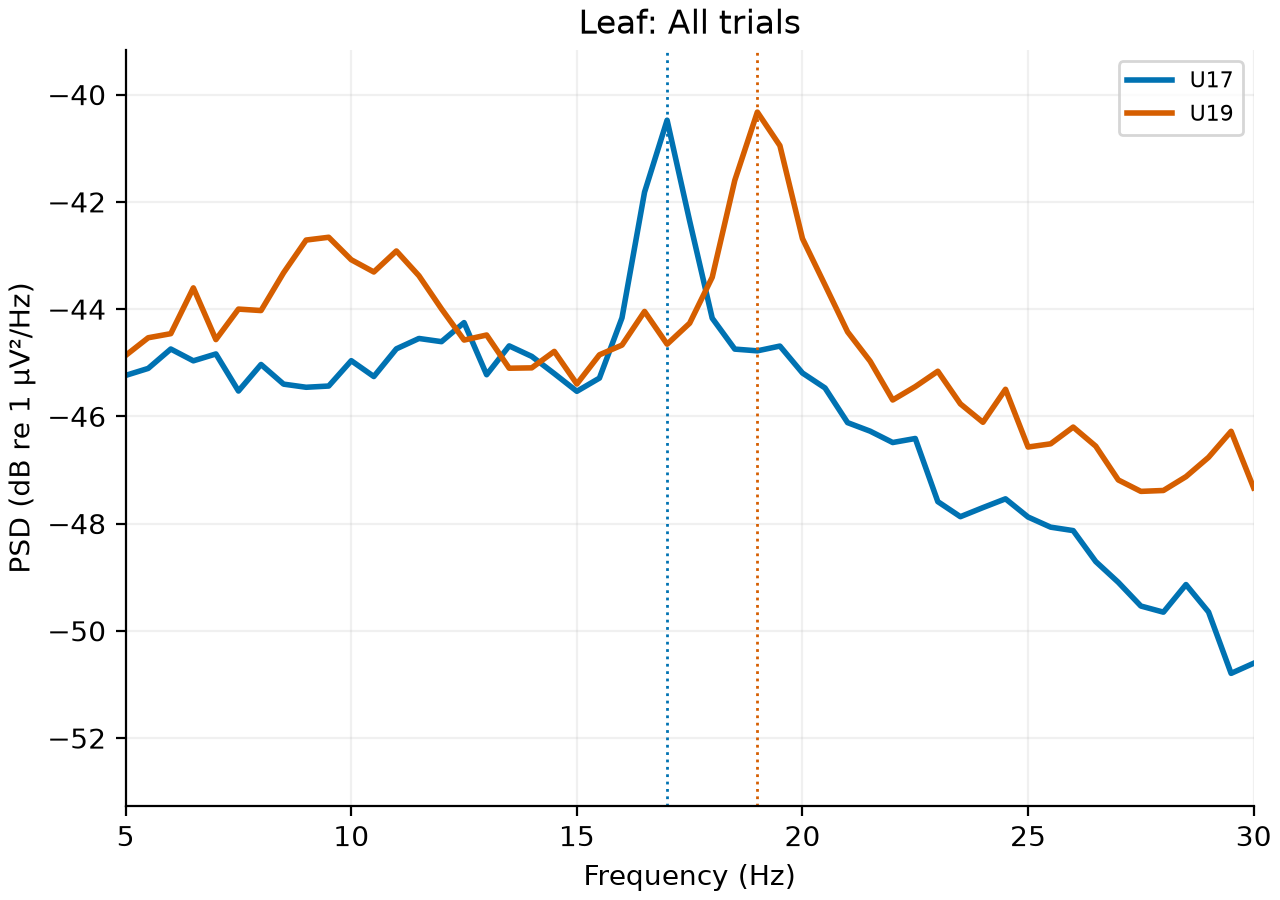 Leaf: All trials
U17
U19
PSD (dB re 1 µV²/Hz)
−40
−42
−44
−46
−48
−50
−52
5
10
15
20
25
30
Frequency (Hz)